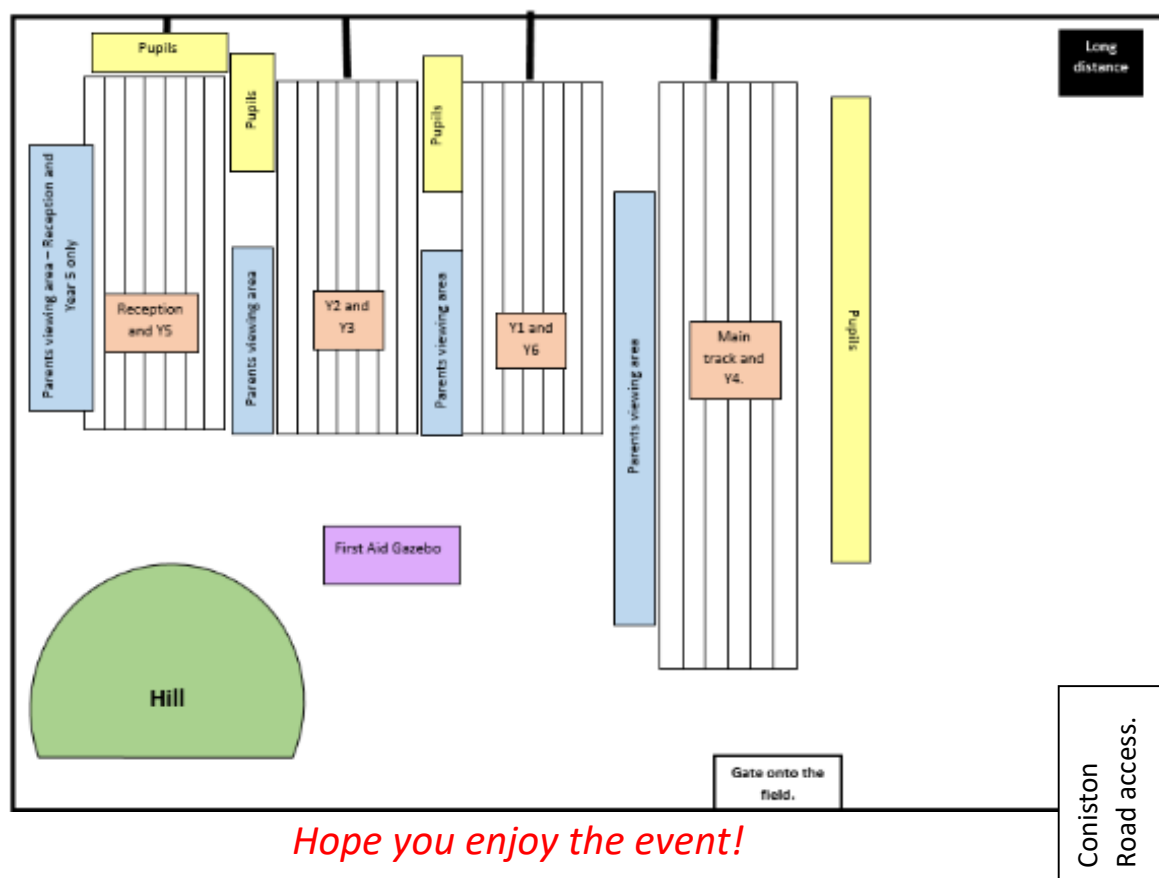 Pupils
Long
distance
Pupils
Pupils
Parents viewing area – Reception and
Year 5 only
Parents viewing area
Parents viewing area
Parents viewing area
Pupils
Reception
and Y5
Y2 and
Y3
Y1 and
Y6
Main
track and
Y4.
First Aid Gazebo
Hill
Gate onto the
field.
Coniston
Road access.
Hope you enjoy the event!